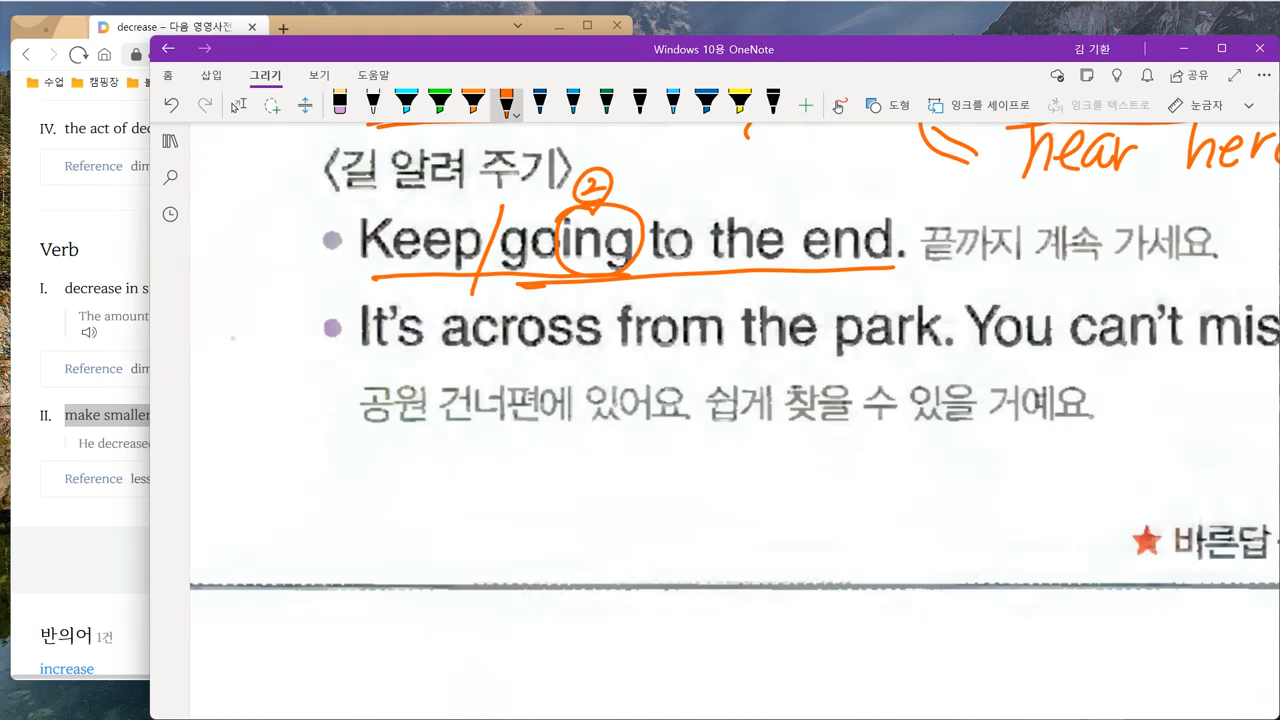 decrease – 다음 영영사전
수업 캠핑장
IV. the act of dec
Reference dim
Verb
I. decrease in s
The amount
Reference dim
II. make smaller
He decreased
Reference less
반의어 1건
increase
Windows 10용 OneNote
김 기환
홈 삽입 그리기 보기 도움말
공유
도형 잉크를 셰이프로 잉크를 텍스트로 눈금자
hear her
<길 알려 주기>
2
Keep / going to the end. 끝까지 계속 가세요.
It's across from the park. You can't mis
공원 건너편에 있어요. 쉽게 찾을 수 있을 거예요.
★ 바른답